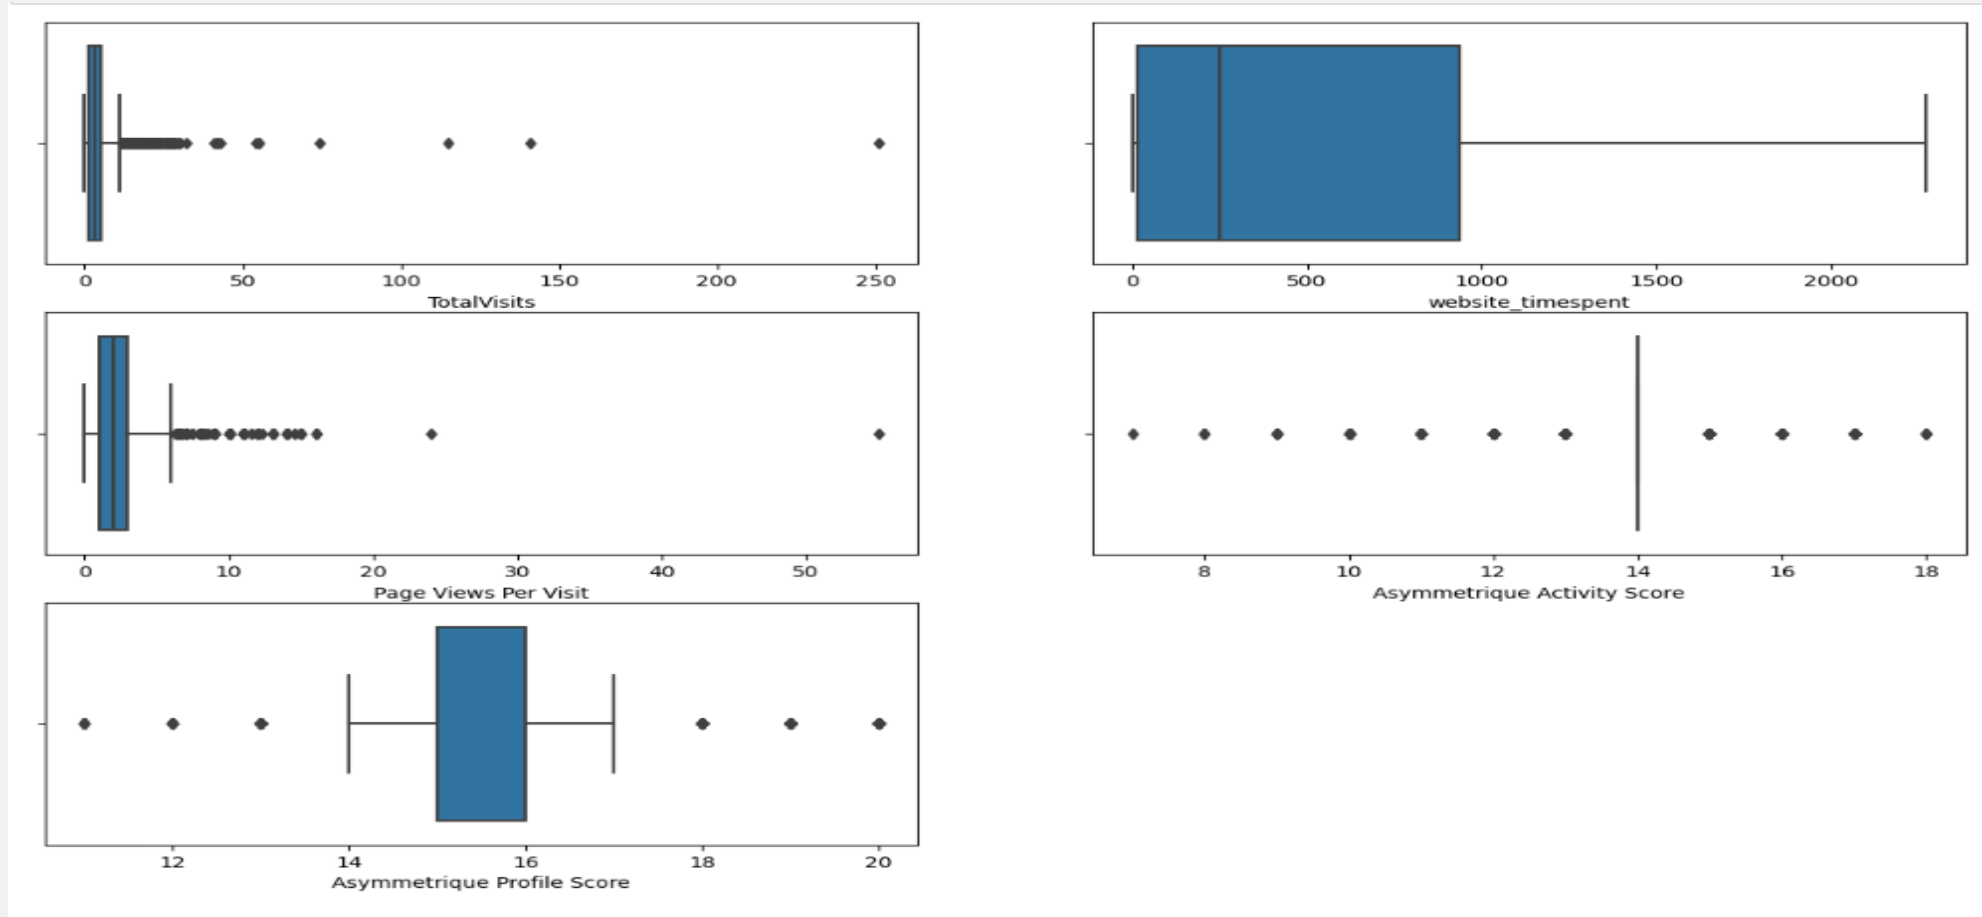 0 50 100 150 200 250
TotalVisits
0 500 1000 1500 2000
website_timespent
0 10 20 30 40 50
Page Views Per Visit
8 10 12 14 16 18
Asymmetrique Activity Score
12 14 16 18 20
Asymmetrique Profile Score